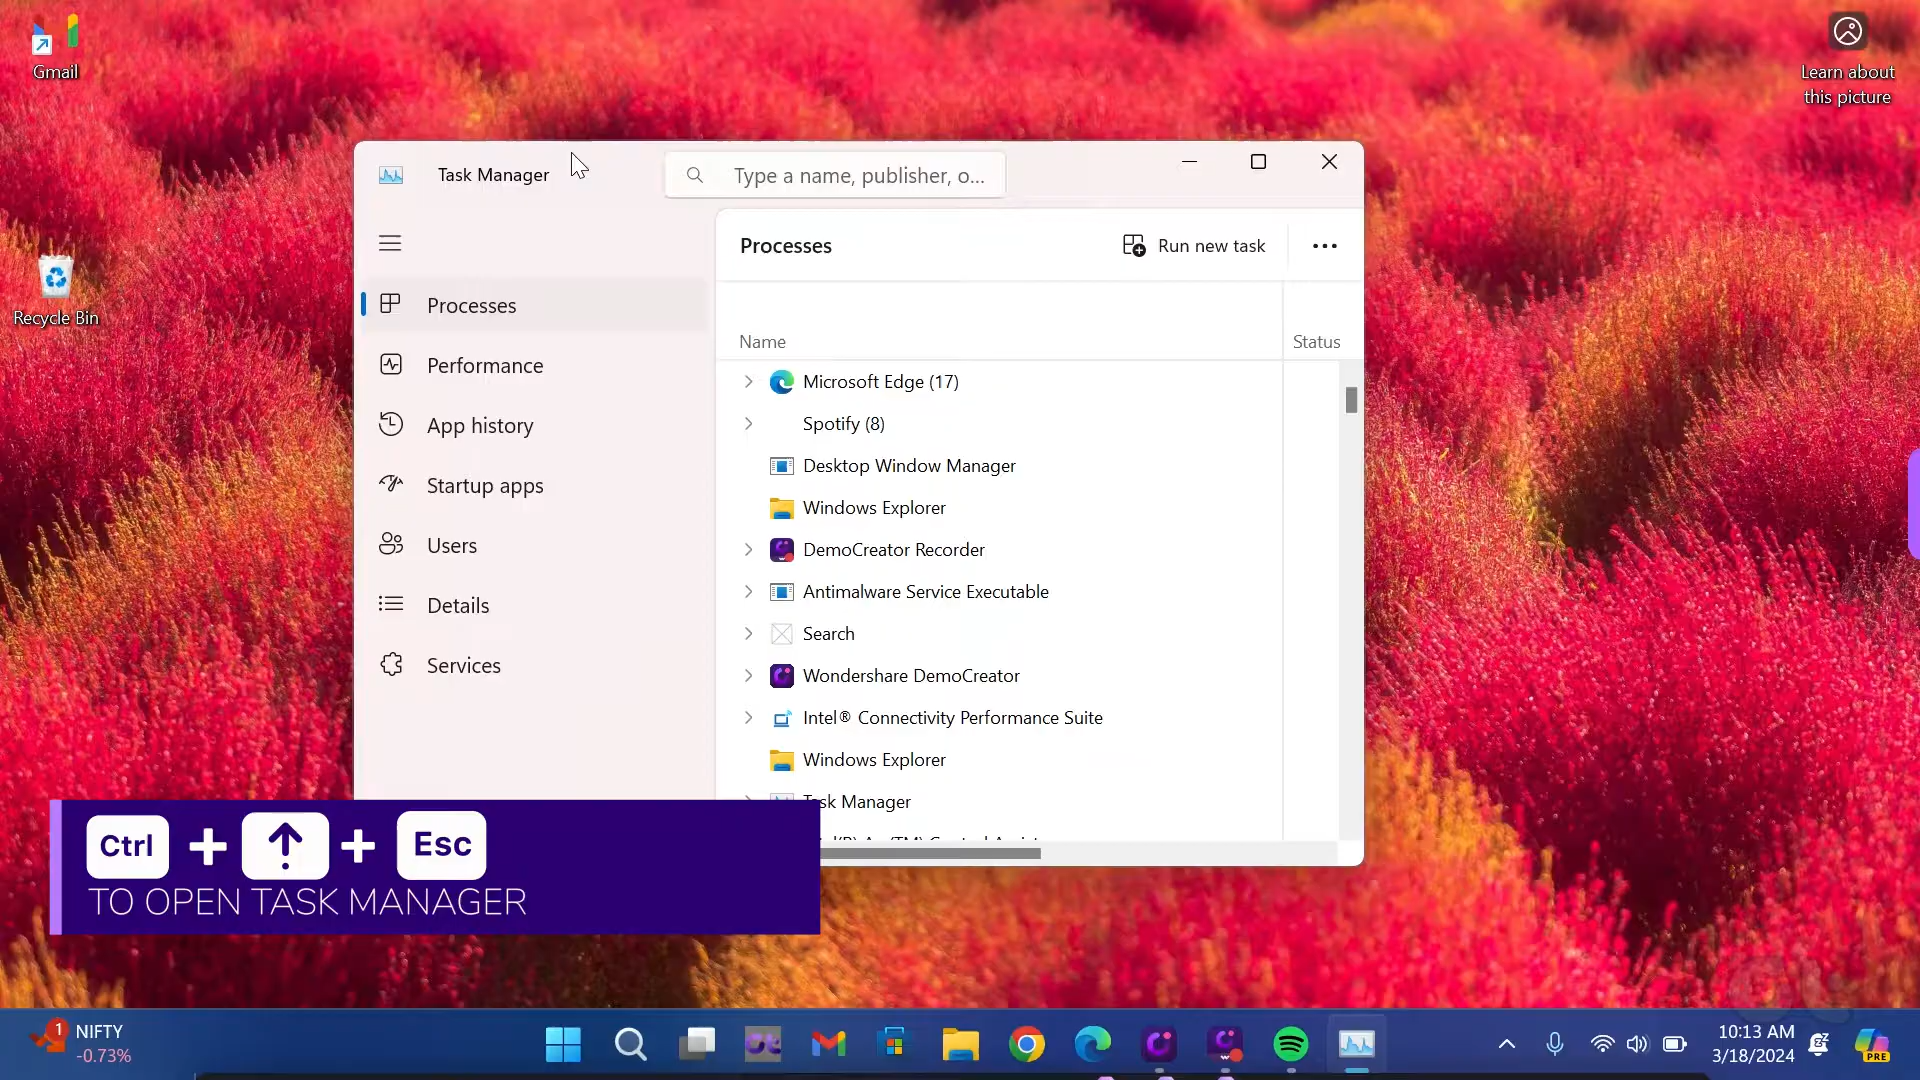 Gmail
Learn about
this picture
Recycle Bin
Task Manager
Type a name, publisher, o...
Processes
Run new task
Processes
Performance
App history
Startup apps
Users
Details
Services
Name
Status
Microsoft Edge (17)
Spotify (8)
Desktop Window Manager
Windows Explorer
DemoCreator Recorder
Antimalware Service Executable
Search
Wondershare DemoCreator
Intel® Connectivity Performance Suite
Windows Explorer
Task Manager
Ctrl + + Esc
TO OPEN TASK MANAGER
1
NIFTY
-0.73%
10:13 AM
3/18/2024
PRE